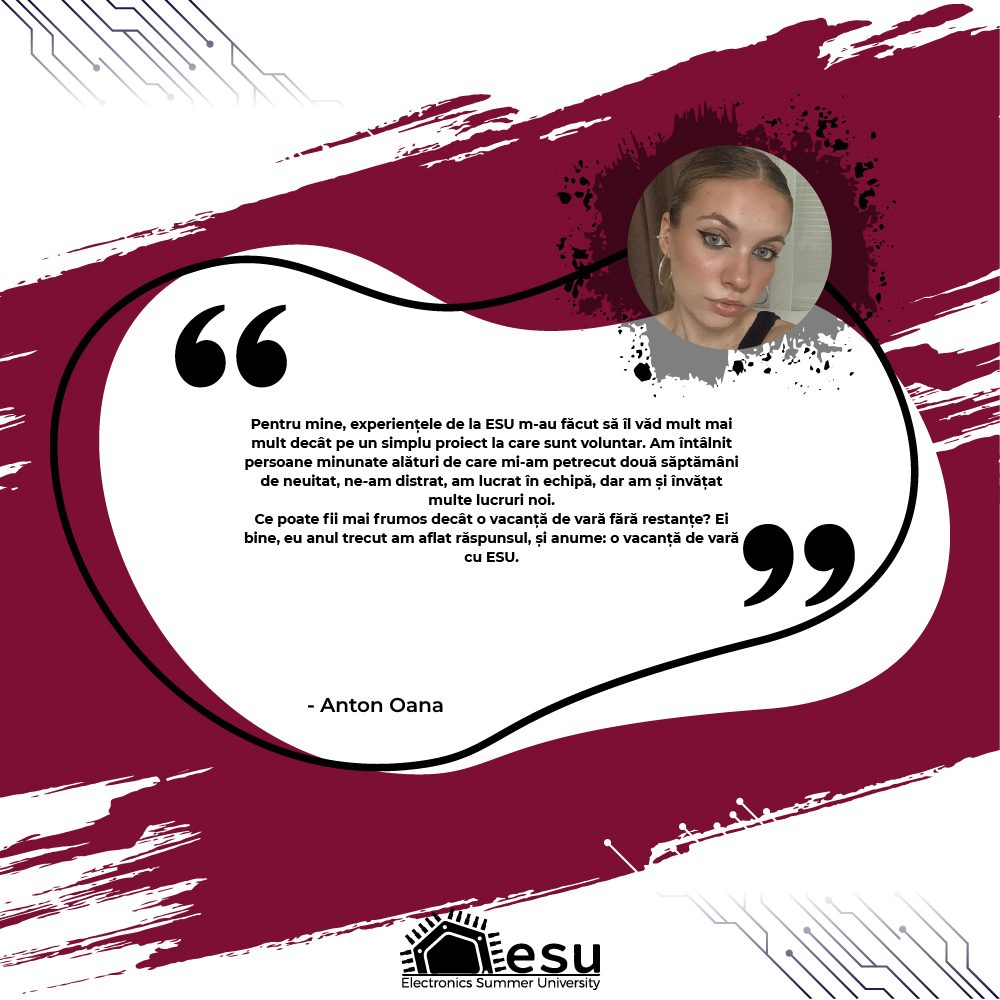 “
Pentru mine, experiențele de la ESU m-au făcut să îl văd mult mai
mult decât pe un simplu proiect la care sunt voluntar. Am întâlnit
persoane minunate alături de care mi-am petrecut două săptămâni
de neuitat, ne-am distrat, am lucrat în echipă, dar am și învățat
multe lucruri noi.
Ce poate fii mai frumos decât o vacanță de vară fără restanțe? Ei
bine, eu anul trecut am aflat răspunsul, și anume: o vacanță de vară
cu ESU.
”
- Anton Oana
esu
Electronics Summer University